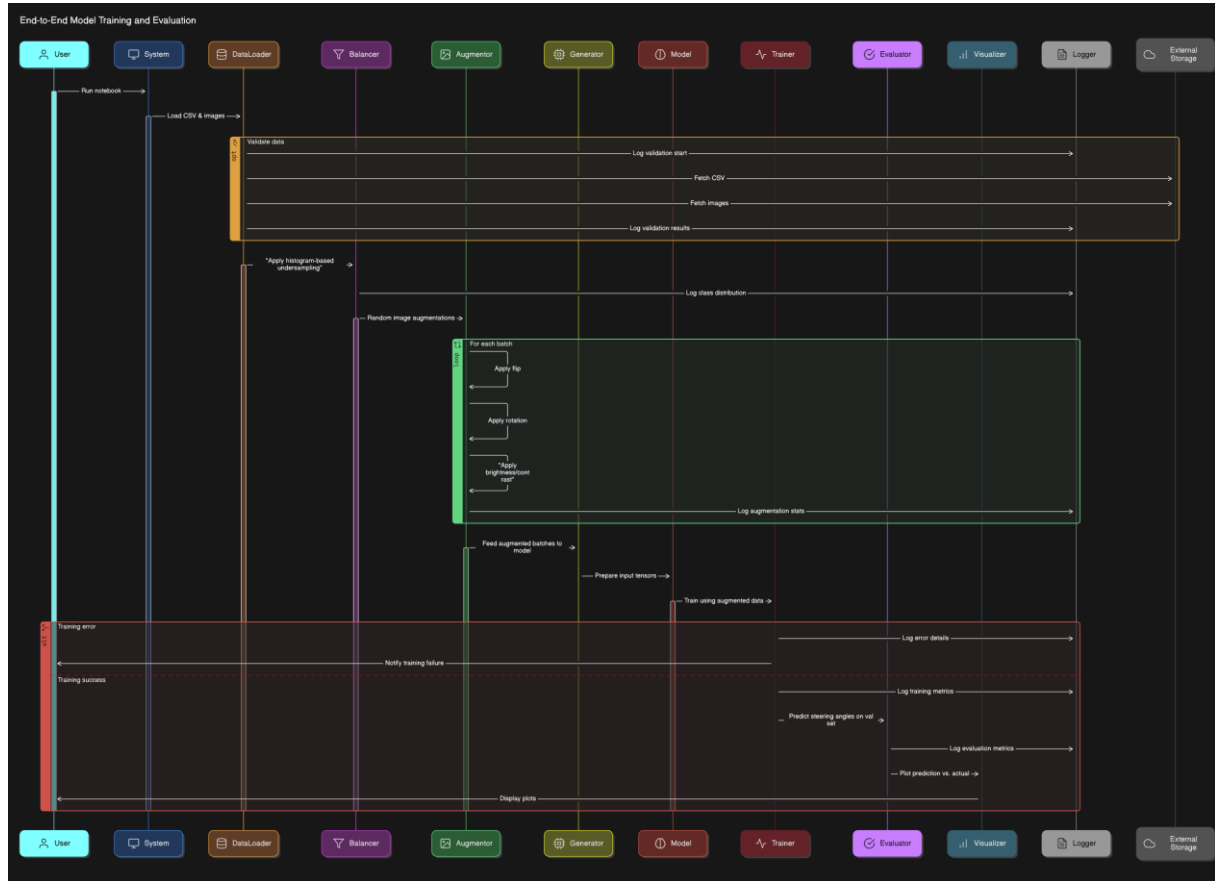 End-to-End Model Training and Evaluation
User
System
DataLoader
Balancer
Augmentor
Generator
Model
Trainer
Evaluator
Visualizer
Logger
External
Storage
Run notebook
Load CSV & images
opt
Validate data
Log validation start
Fetch CSV
Fetch images
Log validation results
"Apply histogram-based
undersampling"
Log class distribution
Random image augmentations
loop
For each batch
Apply flip
Apply rotation
"Apply
brightness/cont
rast"
Log augmentation stats
Feed augmented batches to
model
Prepare input tensors
Train using augmented data
alt
Training error
Log error details
Notify training failure
Training success
Log training metrics
Predict steering angles on val
set
Log evaluation metrics
Plot prediction vs. actual
Display plots
User
System
DataLoader
Balancer
Augmentor
Generator
Model
Trainer
Evaluator
Visualizer
Logger
External
Storage